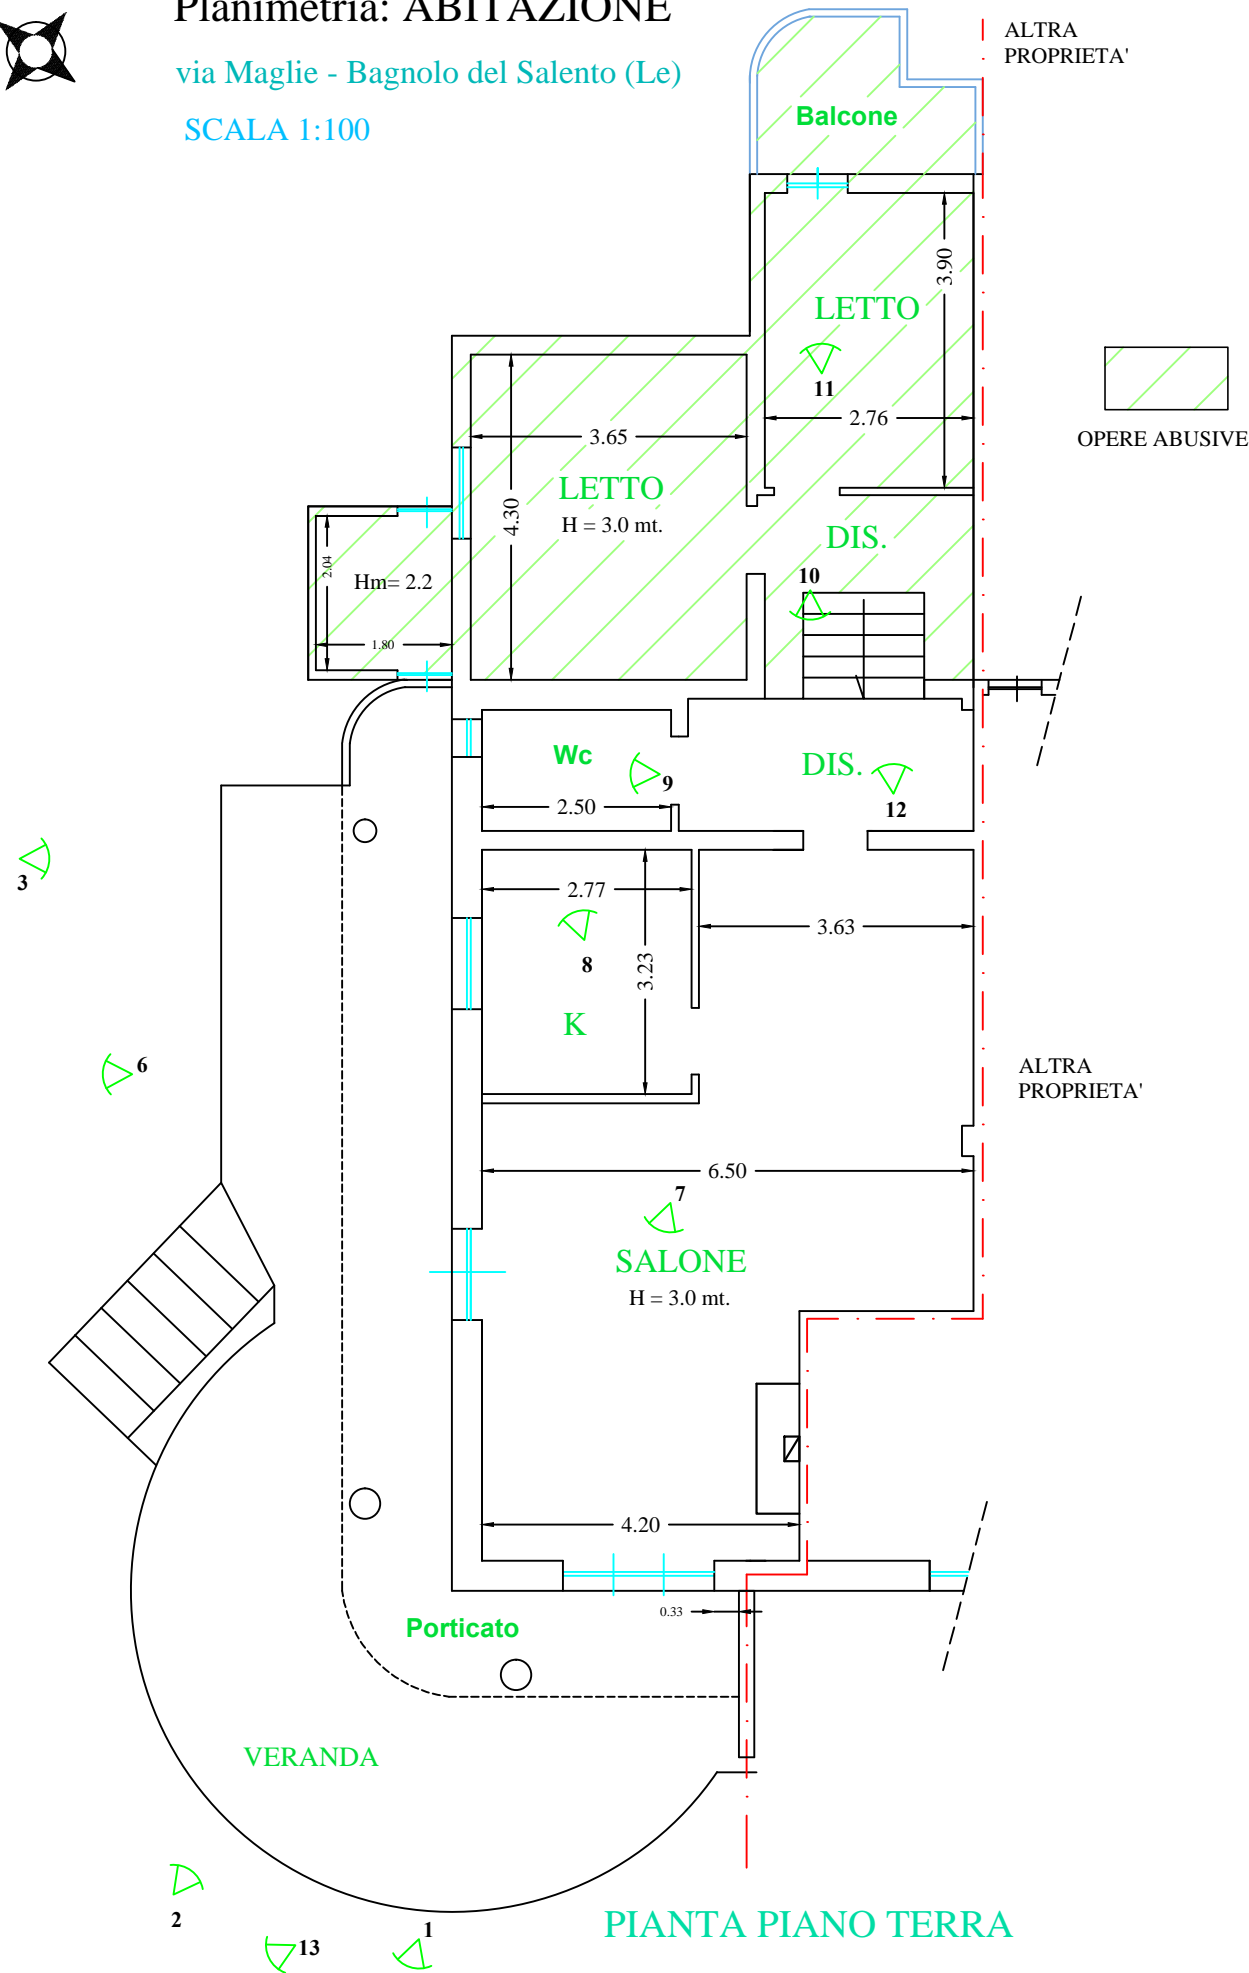 Planimetria: ABITAZIONE
via Maglie - Bagnolo del Salento (Le)
SCALA 1:100
ALTRA
PROPRIETA'
Balcone
3.90
LETTO
11
2.76
OPERE ABUSIVE
3.65
LETTO
H = 3.0 mt.
4.30
DIS.
2.04
Hm= 2.2
10
1.80
Wc
9
DIS.
12
2.50
3
2.77
3.63
8
3.23
K
6
ALTRA
PROPRIETA'
6.50
7
SALONE
H = 3.0 mt.
4.20
0.33
Porticato
VERANDA
2
1
13
PIANTA PIANO TERRA